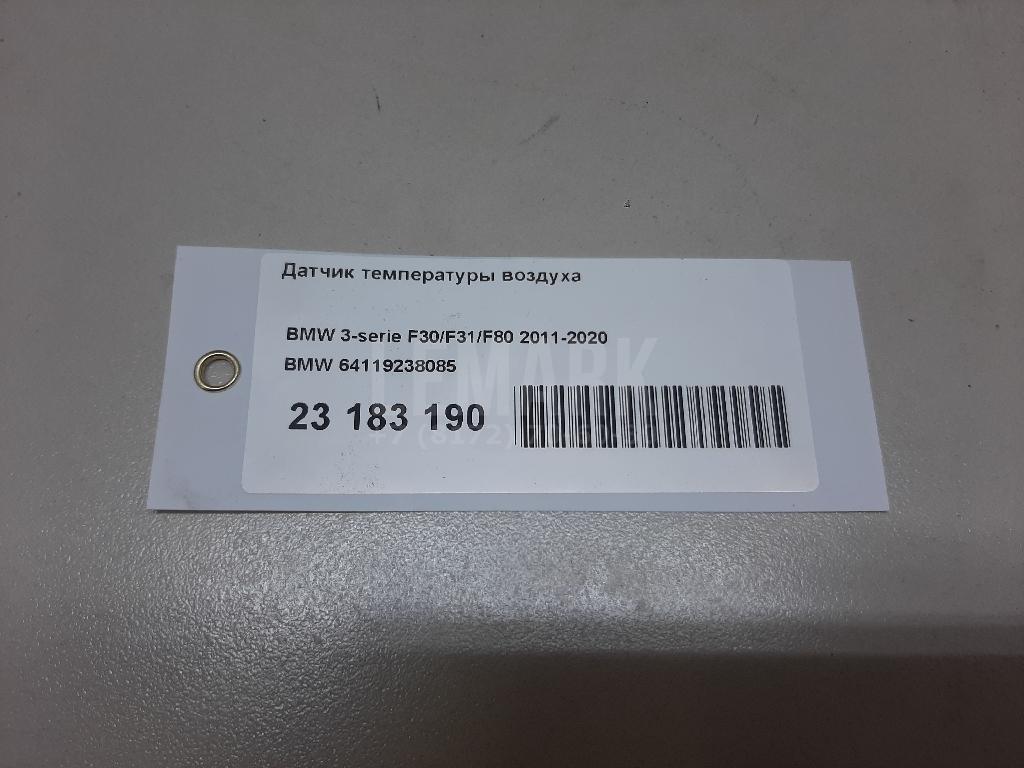 Датчик температуры воздуха
BMW 3-serie F30/F31/F80 2011-2020
BMW 64119238085
23 183 190